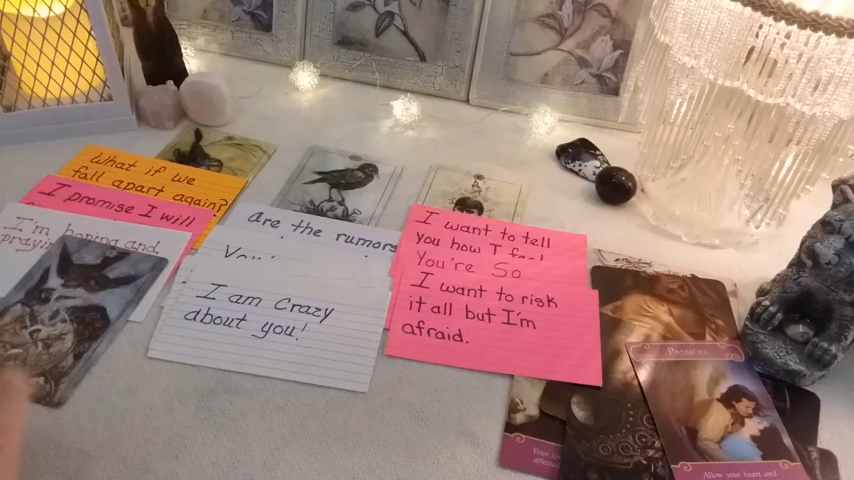 What if we
fall apart again?
I promise I will
I'm hoping and
are the rumors
I am Crazy
about you!
I want to tell
you how I feel
You're So
I want to risk
it all but I'm
afraid.
PASSION
Allow your heart and